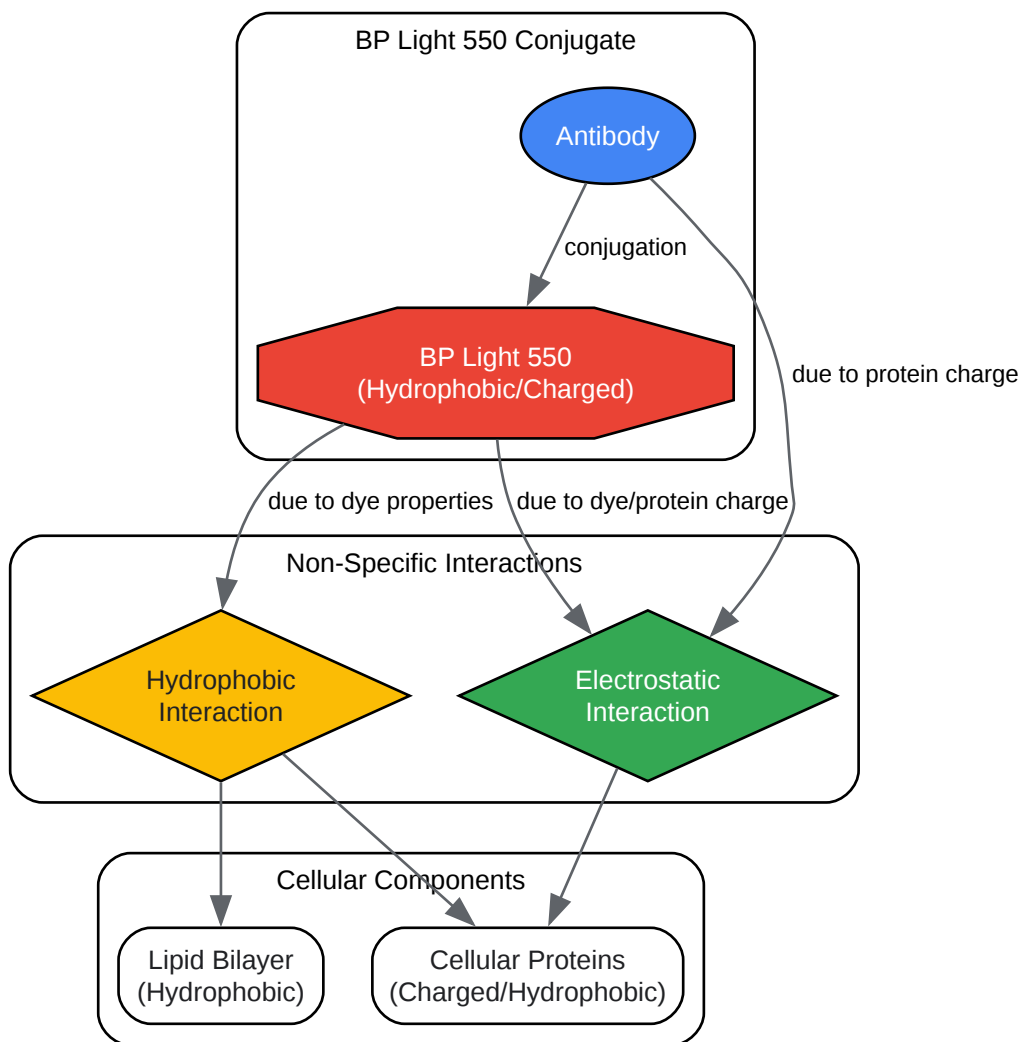 BP Light 550 Conjugate
Antibody
conjugation
BP Light 550
(Hydrophobic/Charged)
due to protein charge
due to dye properties
due to dye/protein charge
Non-Specific Interactions
Hydrophobic
Interaction
Electrostatic
Interaction
Cellular Components
Lipid Bilayer
(Hydrophobic)
Cellular Proteins
(Charged/Hydrophobic)